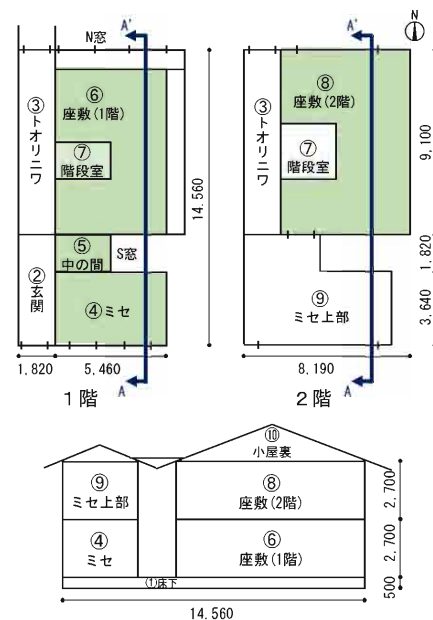 A'
N窓
③トオリニワ
⑥
座敷(1階)
⑦
階段室
14.560
⑤
中の間
S窓
②玄関
④ミセ
1,820
5,460
A
1階
A'
N
③トオリニワ
⑧
座敷(2階)
⑦
階段室
9,100
1,820
⑨
ミセ上部
3,640
8,190
A
2階
⑩
小屋裏
⑨
ミセ上部
⑧
座敷(2階)
2,700
④
ミセ
⑥
座敷(1階)
2,700
①床下
500
14.560